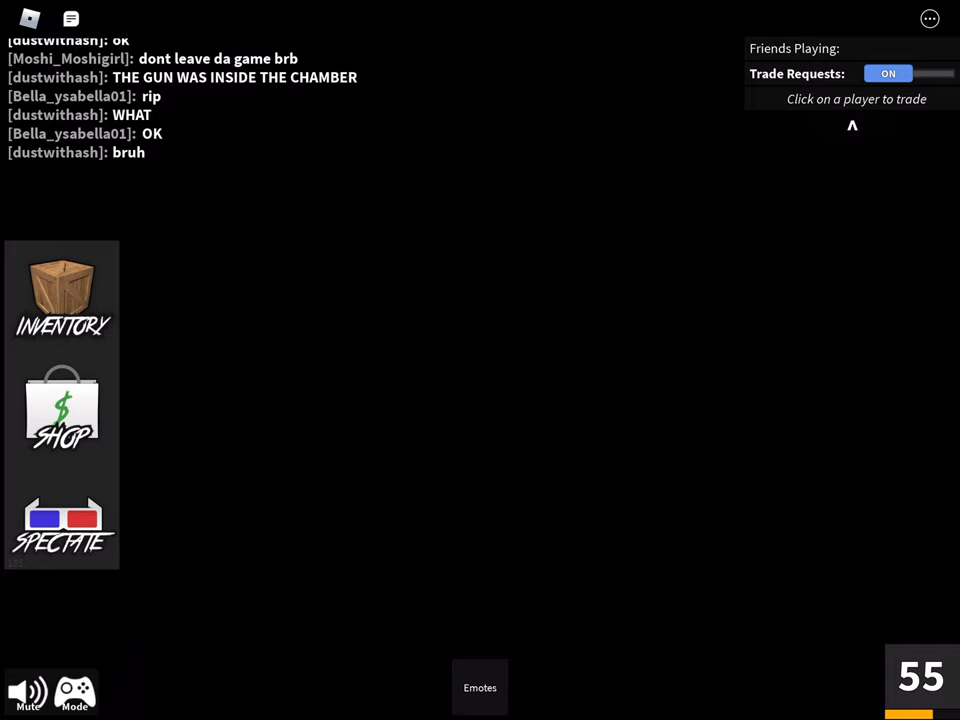 [dustwithash]: ok
[Moshi_Moshigirl]: dont leave da game brb
[dustwithash]: THE GUN WAS INSIDE THE CHAMBER
[Bella_ysabella01]: rip
[dustwithash]: WHAT
[Bella_ysabella01]: OK
[dustwithash]: bruh
Friends Playing:
Trade Requests: ON
Click on a player to trade
INVENTORY
$
SHOP
SPECTATE
135
Mute
Mode
Emotes
55